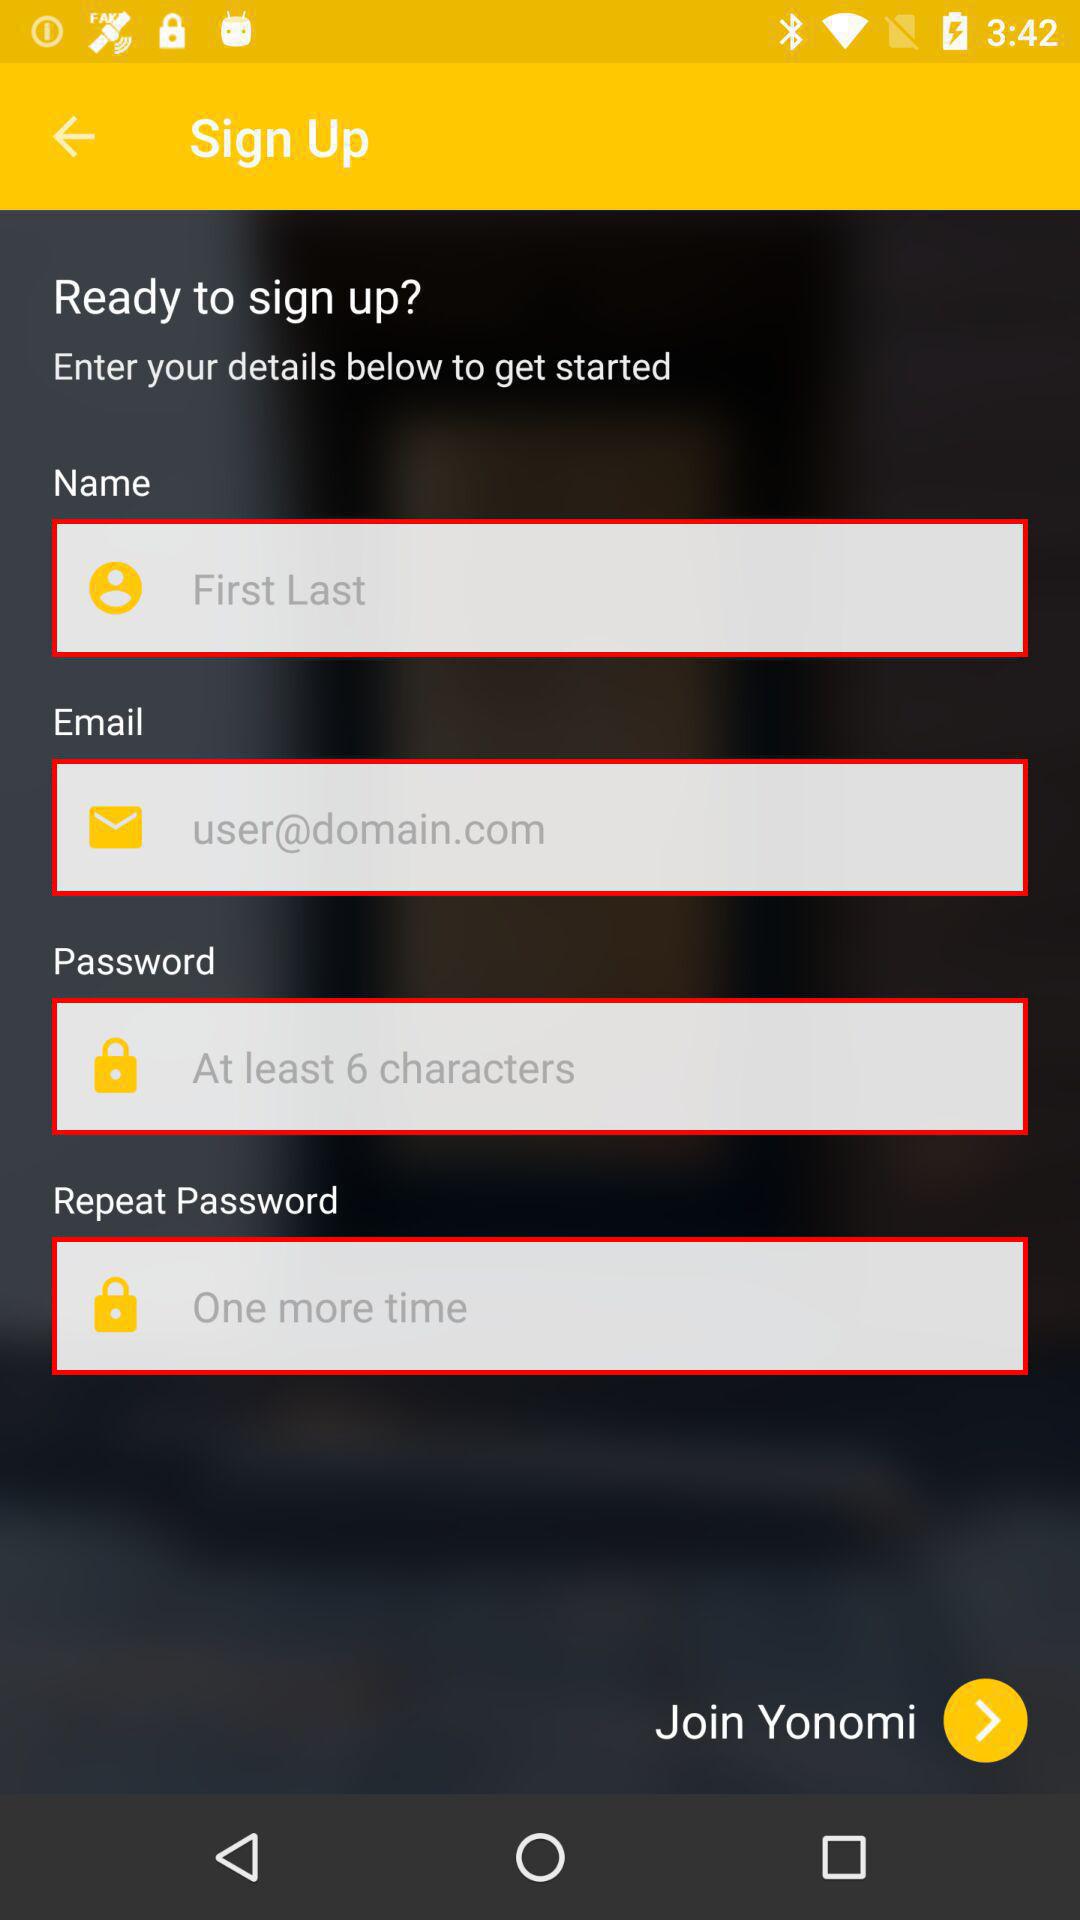 FAKE
3:42
Sign Up
Ready to sign up?
Enter your details below to get started
Name
First Last
Email
user@domain.com
Password
At least 6 characters
Repeat Password
One more time
Join Yonomi